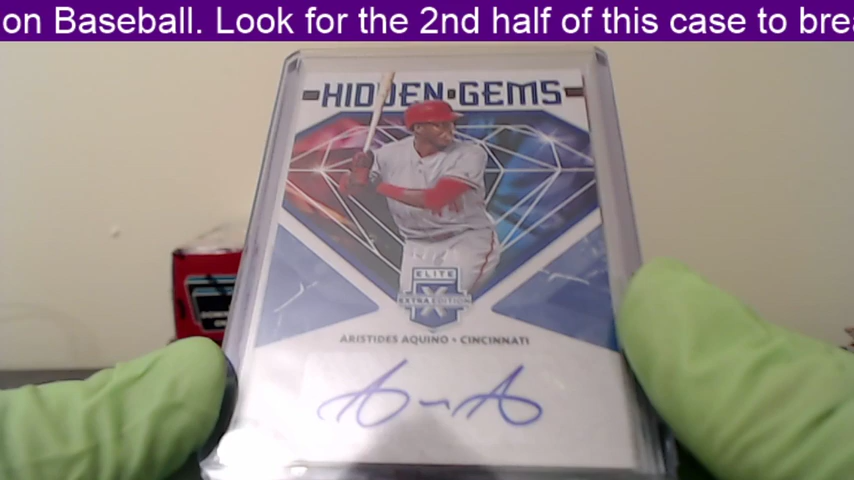 on Baseball. Look for the 2nd half of this case to brea
HIDDEN GEMS
ELITE
EXTRA EDITION
ARISTIDES AQUINO • CINCINNATI